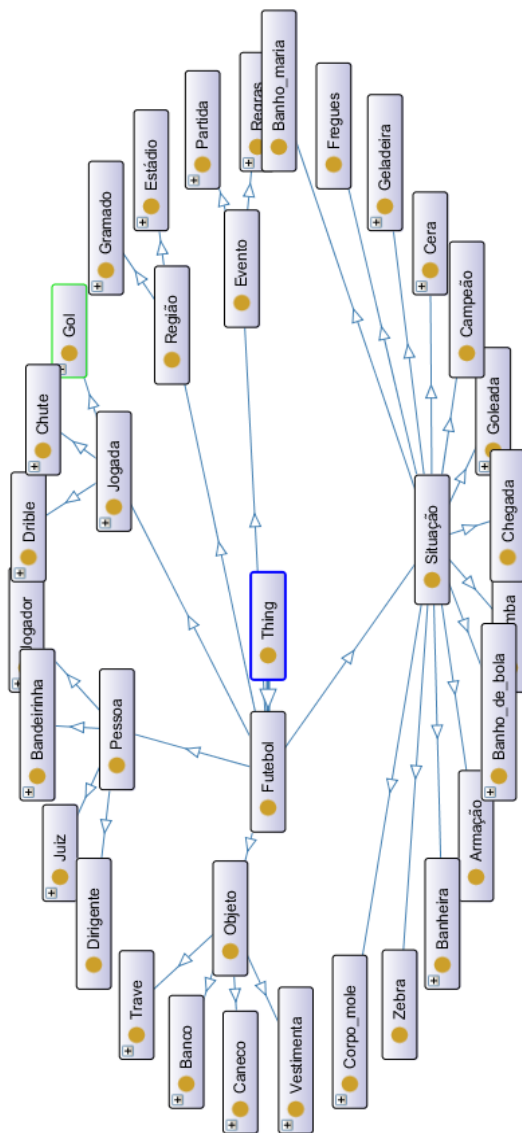 Jogador
Drible
Bandeirinha
Chute
Juiz
Gol
Dirigente
Gramado
Pessoa
Jogada
Trave
Estádio
Banco
Região
Partida
Objeto
Caneco
Evento
Regras
Futebol
Thing
Vestimenta
Banho_maria
Corpo_mole
Fregues
Zebra
Geladeira
Situação
Banheira
Cera
Armação
Campeão
Banho_de_bola
Goleada
Chegada